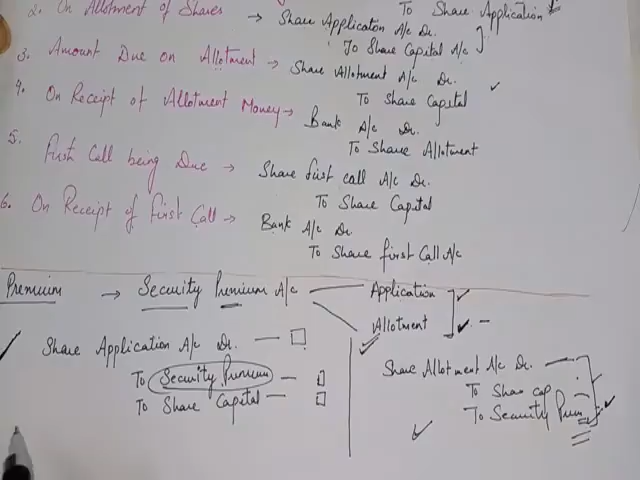 2. On Allotment of Shares → Share Application A/c Dr.
To Share Application
To Share Capital A/c
3. Amount Due on Allotment → Share Allotment A/c Dr.
To Share Capital
4. On Receipt of Allotment Money → Bank A/c Dr.
To Share Allotment
5. First Call being Due → Share first call A/c Dr.
To Share Capital
6. On Receipt of First Call → Bank A/c Dr.
To Share first Call A/c
Premium → Security Premium A/c
Application
Allotment
Share Application A/c Dr.
To Security Premium
To Share Capital
Share Allotment A/c Dr.
To Share cap
To Security Prem